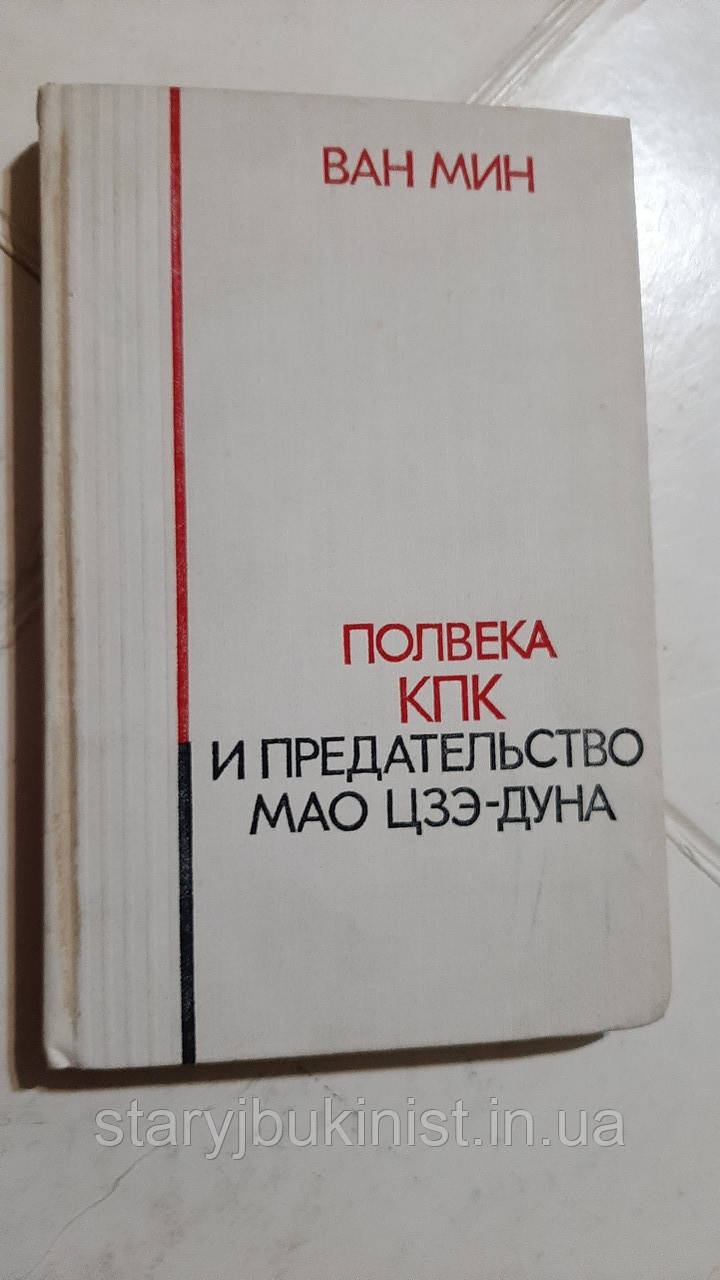 ВАН МИН
ПОЛВЕКА
КПК
И ПРЕДАТЕЛЬСТВО
МАО ЦЗЭ-ДУНА
staryjbukinist.in.ua